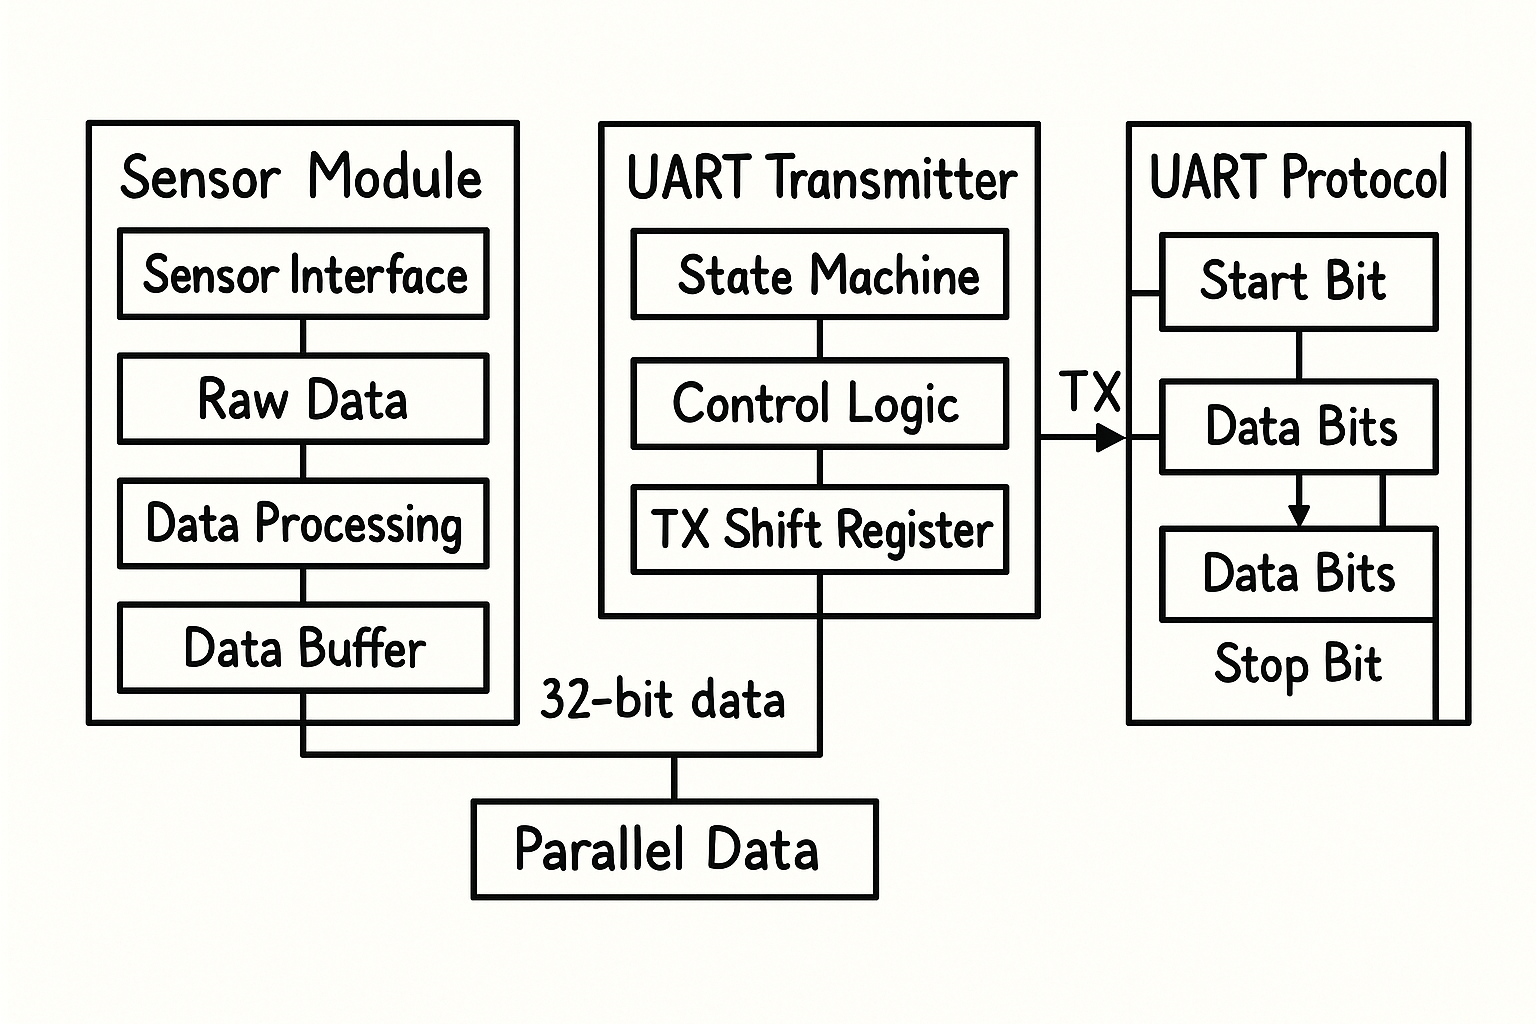 Sensor Module
Sensor Interface
Raw Data
Data Processing
Data Buffer
UART Transmitter
State Machine
Control Logic
TX Shift Register
TX
UART Protocol
Start Bit
Data Bits
Data Bits
Stop Bit
32-bit data
Parallel Data